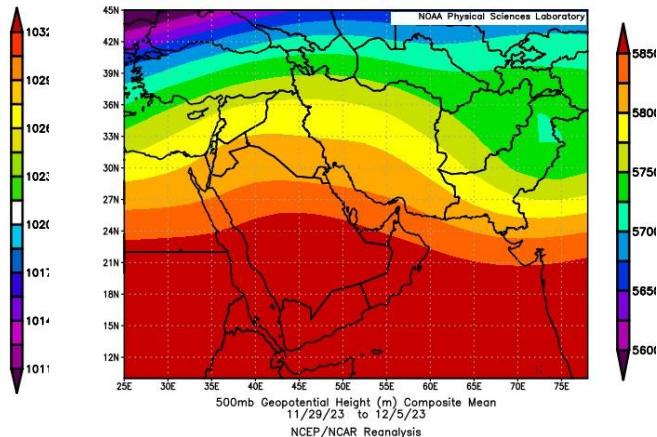 NOAA Physical Sciences Laboratory
1032
1029
1026
1023
1020
1017
1014
1011
45N
42N
39N
36N
33N
30N
27N
24N
21N
18N
15N
12N
25E 30E 35E 40E 45E 50E 55E 60E 65E 70E 75E
5850
5800
5750
5700
5650
5600
500mb Geopotential Height (m) Composite Mean
11/29/23 to 12/5/23
NCEP/NCAR Reanalysis